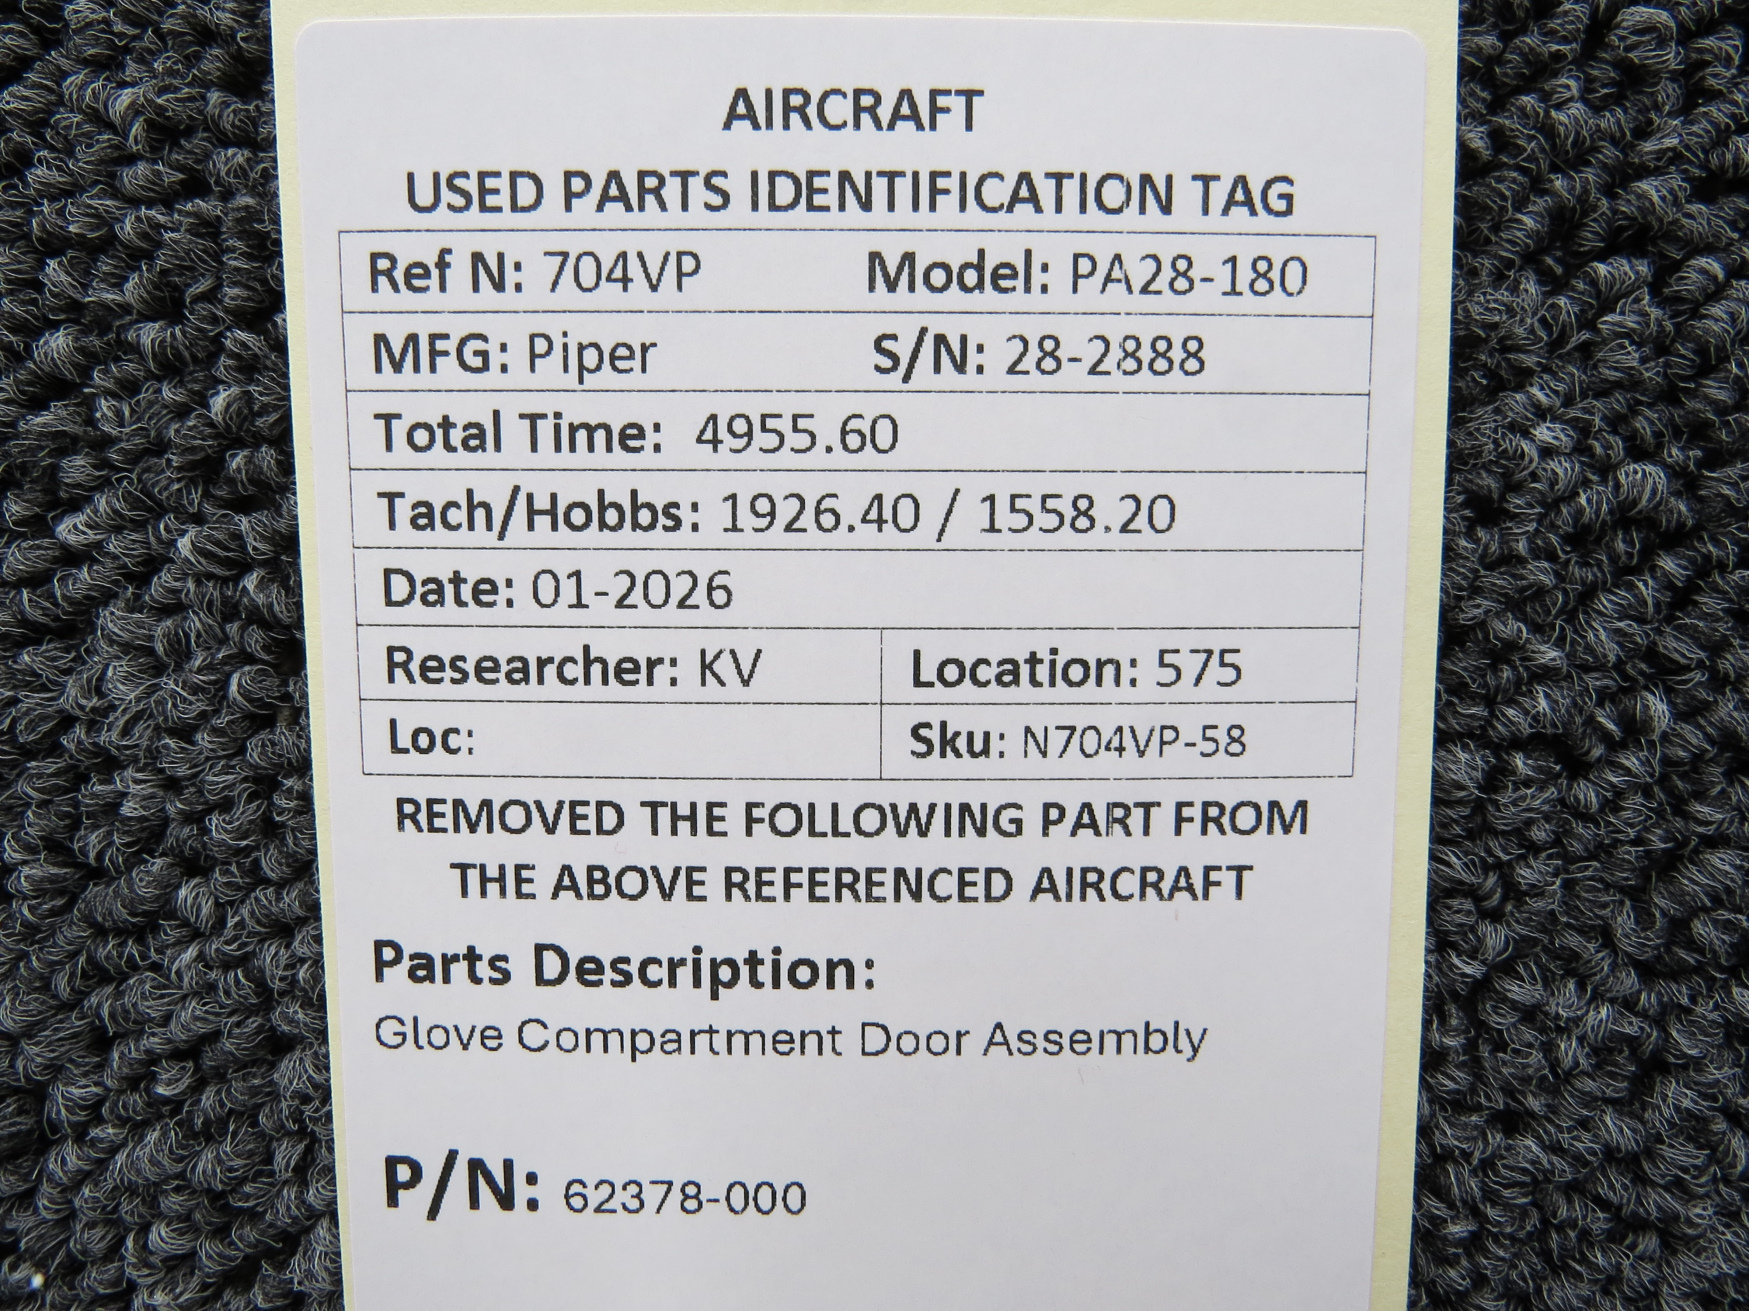 AIRCRAFT
USED PARTS IDENTIFICATION TAG
Ref N: 704VP Model: PA28-180
MFG: Piper S/N: 28-2888
Total Time: 4955.60
Tach/Hobbs: 1926.40 / 1558.20
Date: 01-2026
Researcher: KV Location: 575
Loc: Sku: N704VP-58
REMOVED THE FOLLOWING PART FROM
THE ABOVE REFERENCED AIRCRAFT
Parts Description:
Glove Compartment Door Assembly
P/N: 62378-000